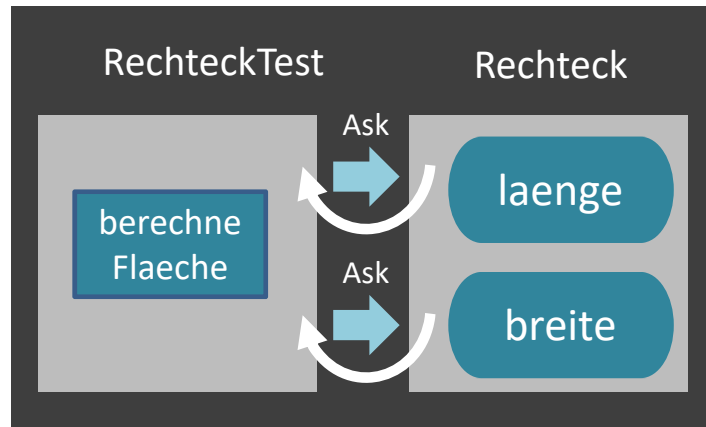 RechteckTest
Rechteck
Ask
laenge
berechne
Flaeche
Ask
breite